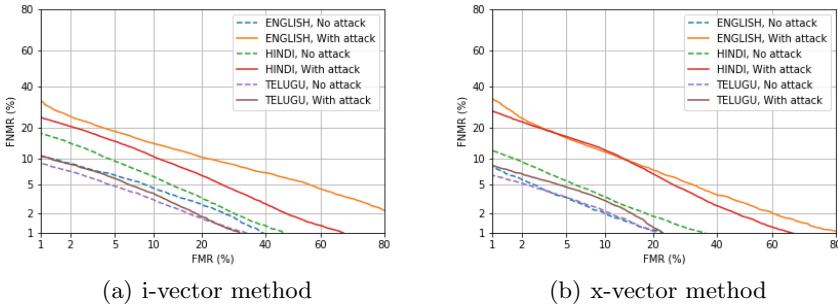 80
60
40
20
10
5
2
1
FNMR (%)
1 2 5 10 20 40 60 80
FMR (%)
ENGLISH, No attack
ENGLISH, With attack
HINDI, No attack
HINDI, With attack
TELUGU, No attack
TELUGU, With attack
(a) i-vector method
80
60
40
20
10
5
2
1
FNMR (%)
1 2 5 10 20 40 60 80
FMR (%)
ENGLISH, No attack
ENGLISH, With attack
HINDI, No attack
HINDI, With attack
TELUGU, No attack
TELUGU, With attack
(b) x-vector method